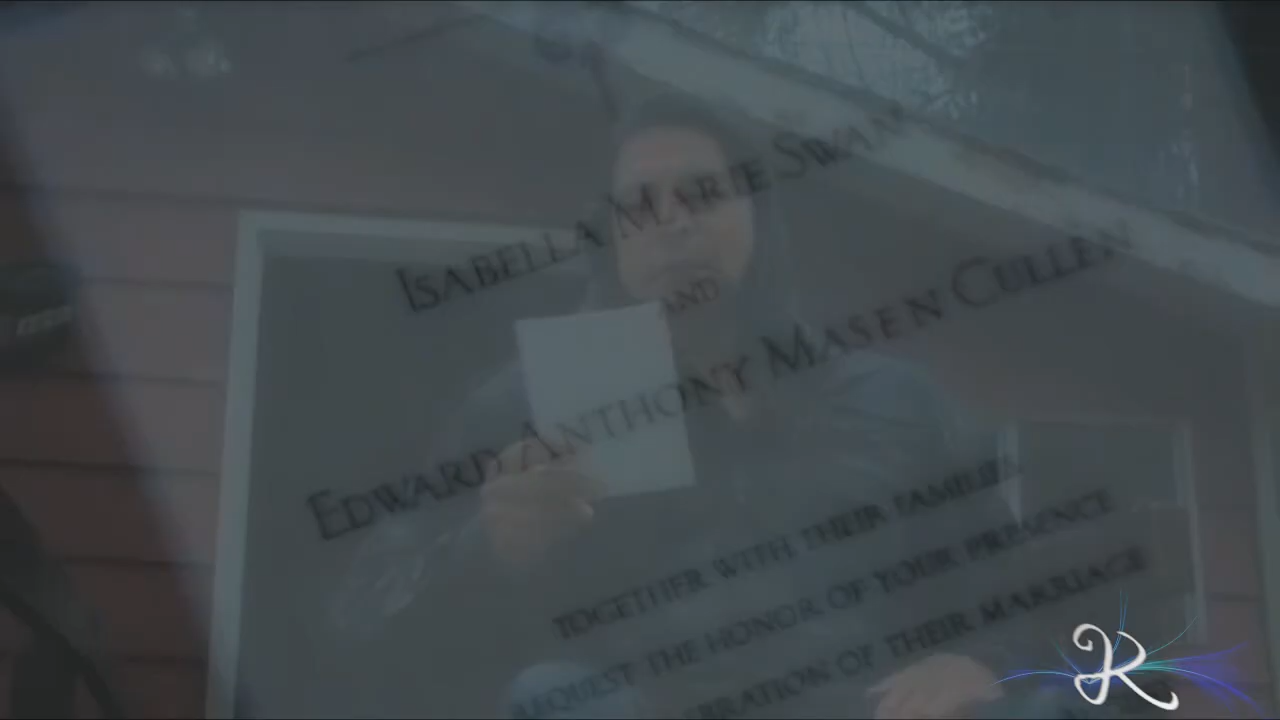 ISABELLA MARIE SWAN
AND
EDWARD ANTHONY MASEN CULLEN
TOGETHER WITH THEIR FAMILIES
REQUEST THE HONOR OF YOUR PRESENCE
OF THEIR MARRIAGE
R